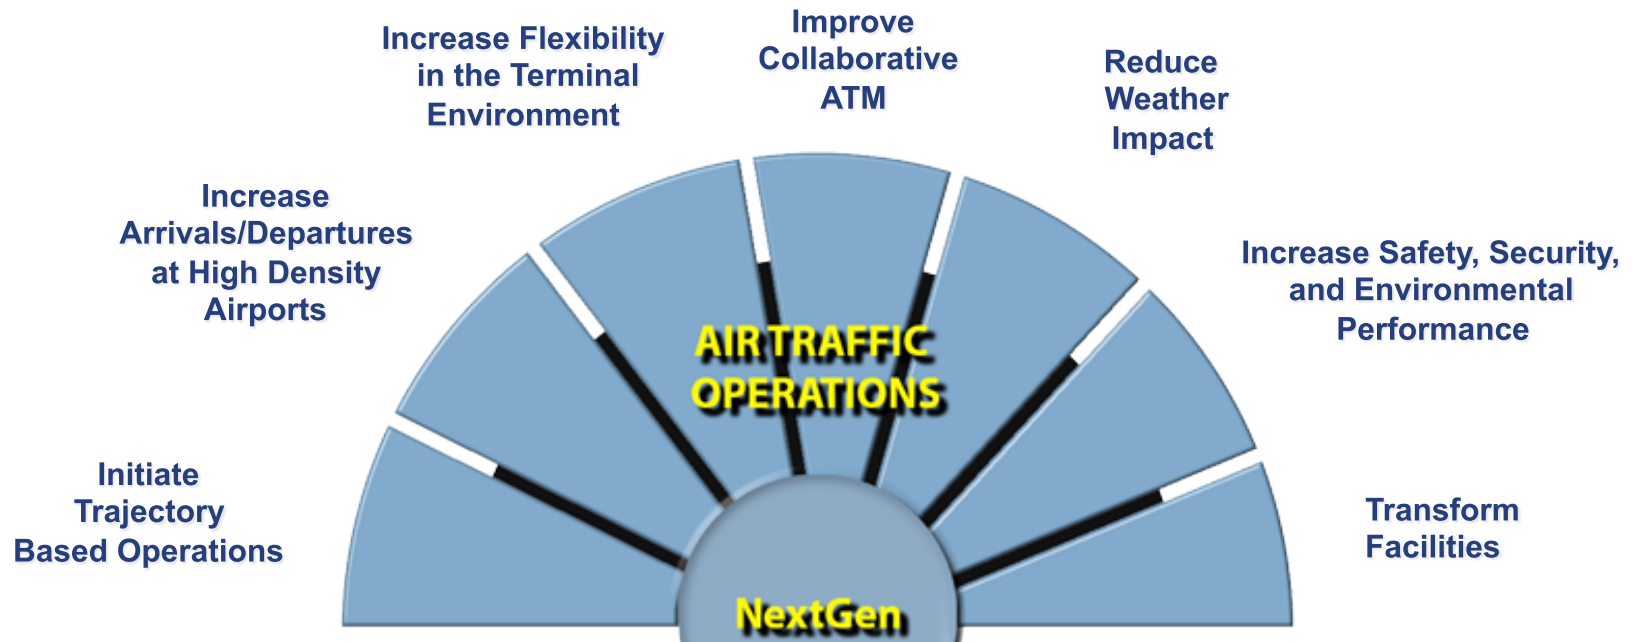 Initiate
Trajectory
Based Operations
Increase
Arrivals/Departures
at High Density
Airports
Increase Flexibility
in the Terminal
Environment
Improve
Collaborative
ATM
Reduce
Weather
Impact
Increase Safety, Security,
and Environmental
Performance
Transform
Facilities
AIR TRAFFIC
OPERATIONS
NextGen